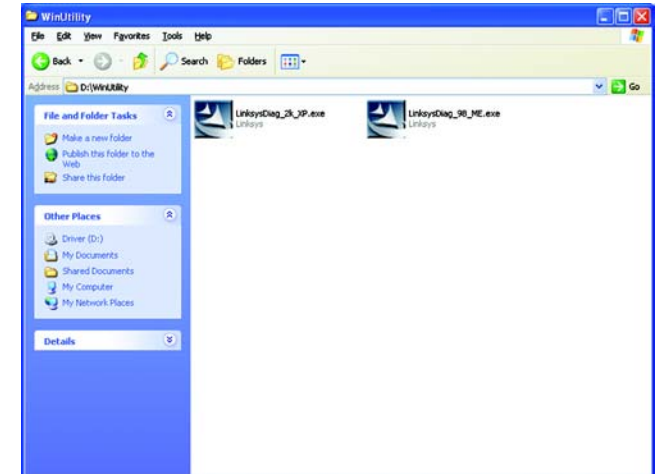 WinUtility
File Edit View Favorites Tools Help
Back Search Folders
Address D:\WinUtility Go
File and Folder Tasks
Make a new folder
Publish this folder to the
Web
Share this folder
Other Places
Driver (D:)
My Documents
Shared Documents
My Computer
My Network Places
Details
LinksysDiag_2k_XP.exe
Linksys
LinksysDiag_98_ME.exe
Linksys